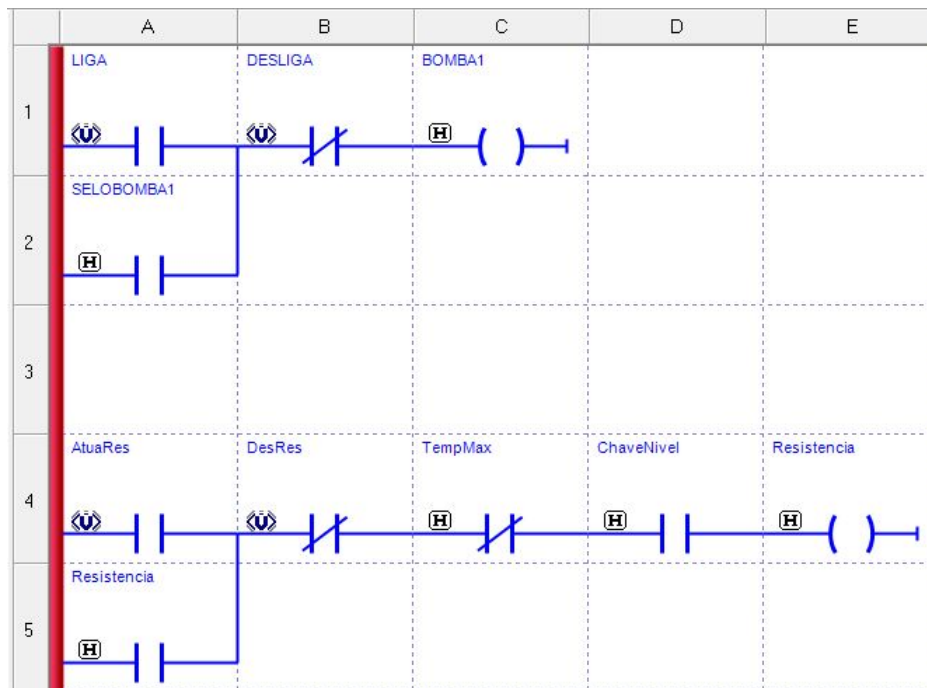 A B C D E
1
LIGA DESLIGA BOMBA1
U U H
2
SELOBOMBA1
H
3
4
AtuaRes DesRes TempMax ChaveNivel Resistencia
U U H H H
5
Resistencia
H